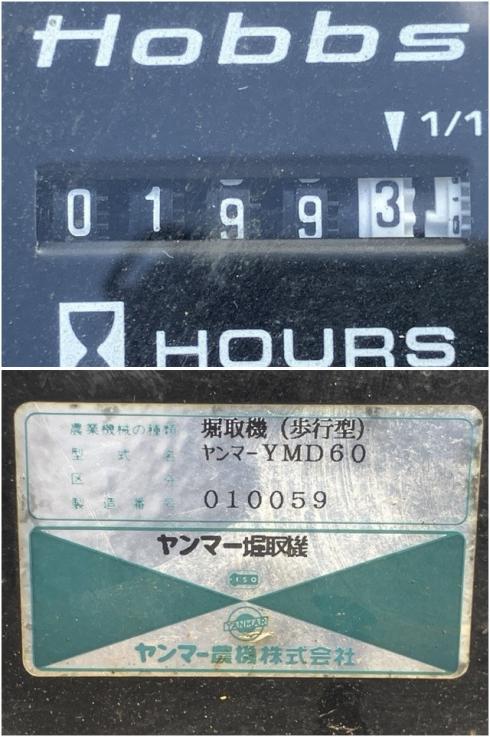 Hobbs
1/1
0 1 9 9 3
HOURS
農業機械の種類 堀取機（歩行型）
型式名 ヤンマーYMD60
区分
製造番号 010059
ヤンマー堀取機
ISO
YANMAR
ヤンマー農機株式会社